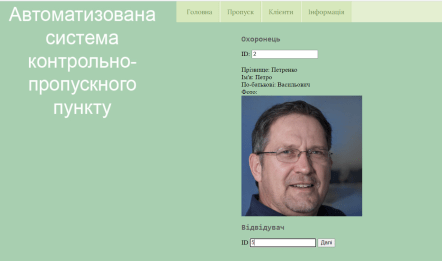 Автоматизована
система
контрольно-
пропускного
пункту
Головна Пропуск Клієнти Інформація
Охоронець
ID: 2
Прізвище: Петренко
Ім'я: Петро
По-батькові: Васильович
Фото:
Відвідувач
ID: 1 Далі